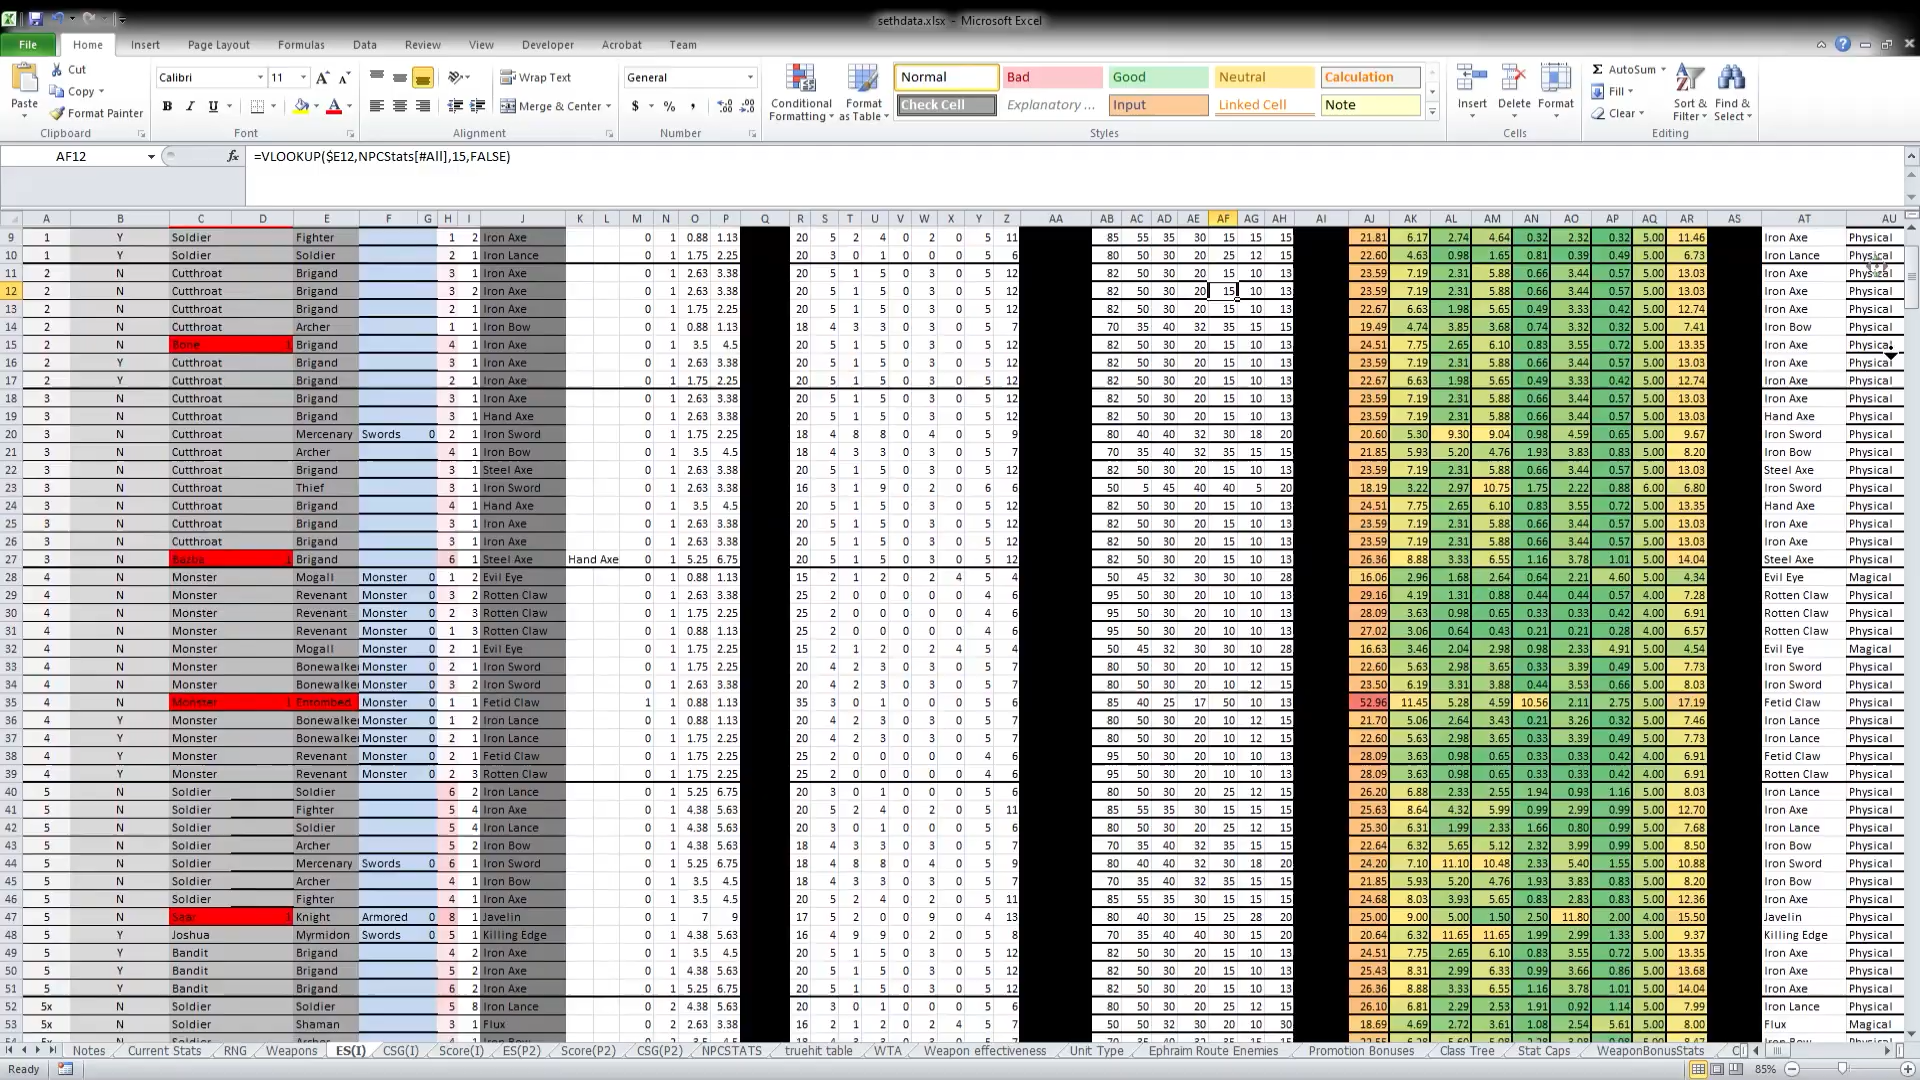 sethdata.xlsx - Microsoft Excel
File Home Insert Page Layout Formulas Data Review View Developer Acrobat Team
Paste Cut Copy Format Painter Clipboard
Calibri 11 Font
Wrap Text Merge & Center Alignment
General Number
Conditional Formatting Format as Table
Normal Bad Good Neutral Calculation
Check Cell Explanatory ... Input Linked Cell Note
Styles
Insert Delete Format Cells
AutoSum Fill Clear Sort & Filter Find & Select Editing
AF12 fx =VLOOKUP($E12,NPCStats[#All],15,FALSE)
A B C D E F G H I J K L M N O P Q R S T U V W X Y Z AA AB AC AD AE AF AG AH AI AJ AK AL AM AN AO AP AQ AR AS AT AU
9 1 Y Soldier Fighter 1 2 Iron Axe 0 1 0.88 1.13 20 5 2 4 0 2 0 5 11 85 55 35 30 15 15 15 21.81 6.17 2.74 4.64 0.32 2.32 0.32 5.00 11.46 Iron Axe Physical
10 1 Y Soldier Soldier 2 1 Iron Lance 0 1 1.75 2.25 20 3 0 1 0 0 0 5 6 80 50 30 20 25 12 15 22.60 4.63 0.98 1.65 0.81 0.39 0.49 5.00 6.73 Iron Lance Physical
11 2 N Cutthroat Brigand 3 1 Iron Axe 0 1 2.63 3.38 20 5 1 5 0 3 0 5 12 82 50 30 20 15 10 13 23.59 7.19 2.31 5.88 0.66 3.44 0.57 5.00 13.03 Iron Axe Physical
12 2 N Cutthroat Brigand 3 2 Iron Axe 0 1 2.63 3.38 20 5 1 5 0 3 0 5 12 82 50 30 20 15 10 13 23.59 7.19 2.31 5.88 0.66 3.44 0.57 5.00 13.03 Iron Axe Physical
13 2 N Cutthroat Brigand 2 1 Iron Axe 0 1 1.75 2.25 20 5 1 5 0 3 0 5 12 82 50 30 20 15 10 13 22.67 6.63 1.98 5.65 0.49 3.33 0.42 5.00 12.74 Iron Axe Physical
14 2 N Cutthroat Archer 1 1 Iron Bow 0 1 0.88 1.13 18 4 3 3 0 3 0 5 7 70 35 40 32 35 15 15 19.49 4.74 3.85 3.68 0.74 3.32 0.32 5.00 7.41 Iron Bow Physical
15 2 N Bone 1 Brigand 4 1 Iron Axe 0 1 3.5 4.5 20 5 1 5 0 3 0 5 12 82 50 30 20 15 10 13 24.51 7.75 2.65 6.10 0.83 3.55 0.72 5.00 13.35 Iron Axe Physical
16 2 Y Cutthroat Brigand 3 1 Iron Axe 0 1 2.63 3.38 20 5 1 5 0 3 0 5 12 82 50 30 20 15 10 13 23.59 7.19 2.31 5.88 0.66 3.44 0.57 5.00 13.03 Iron Axe Physical
17 2 Y Cutthroat Brigand 2 1 Iron Axe 0 1 1.75 2.25 20 5 1 5 0 3 0 5 12 82 50 30 20 15 10 13 22.67 6.63 1.98 5.65 0.49 3.33 0.42 5.00 12.74 Iron Axe Physical
18 3 N Cutthroat Brigand 3 1 Iron Axe 0 1 2.63 3.38 20 5 1 5 0 3 0 5 12 82 50 30 20 15 10 13 23.59 7.19 2.31 5.88 0.66 3.44 0.57 5.00 13.03 Iron Axe Physical
19 3 N Cutthroat Brigand 3 1 Hand Axe 0 1 2.63 3.38 20 5 1 5 0 3 0 5 12 82 50 30 20 15 10 13 23.59 7.19 2.31 5.88 0.66 3.44 0.57 5.00 13.03 Hand Axe Physical
20 3 N Cutthroat Mercenary Swords 0 2 1 Iron Sword 0 1 1.75 2.25 18 4 8 8 0 4 0 5 9 80 40 40 32 30 18 20 20.60 5.30 9.30 9.04 0.98 4.59 0.65 5.00 9.67 Iron Sword Physical
21 3 N Cutthroat Archer 4 1 Iron Bow 0 1 3.5 4.5 18 4 3 3 0 3 0 5 7 70 35 40 32 35 15 15 21.85 5.93 5.20 4.76 1.93 3.83 0.83 5.00 8.20 Iron Bow Physical
22 3 N Cutthroat Brigand 3 1 Steel Axe 0 1 2.63 3.38 20 5 1 5 0 3 0 5 12 82 50 30 20 15 10 13 23.59 7.19 2.31 5.88 0.66 3.44 0.57 5.00 13.03 Steel Axe Physical
23 3 N Cutthroat Thief 3 1 Iron Sword 0 1 2.63 3.38 16 3 1 9 0 2 0 6 6 50 5 45 40 40 5 20 18.19 3.22 2.97 10.75 1.75 2.22 0.88 6.00 6.80 Iron Sword Physical
24 3 N Cutthroat Brigand 4 1 Hand Axe 0 1 3.5 4.5 20 5 1 5 0 3 0 5 12 82 50 30 20 15 10 13 24.51 7.75 2.65 6.10 0.83 3.55 0.72 5.00 13.35 Hand Axe Physical
25 3 N Cutthroat Brigand 3 1 Iron Axe 0 1 2.63 3.38 20 5 1 5 0 3 0 5 12 82 50 30 20 15 10 13 23.59 7.19 2.31 5.88 0.66 3.44 0.57 5.00 13.03 Iron Axe Physical
26 3 N Cutthroat Brigand 3 1 Iron Axe 0 1 2.63 3.38 20 5 1 5 0 3 0 5 12 82 50 30 20 15 10 13 23.59 7.19 2.31 5.88 0.66 3.44 0.57 5.00 13.03 Iron Axe Physical
27 3 N Bazba 1 Brigand 6 1 Steel Axe Hand Axe 0 1 5.25 6.75 20 5 1 5 0 3 0 5 12 82 50 30 20 15 10 13 26.36 8.88 3.33 6.55 1.16 3.78 1.01 5.00 14.04 Steel Axe Physical
28 4 N Monster Mogall Monster 0 1 2 Evil Eye 0 1 0.88 1.13 15 2 1 2 0 2 4 5 4 50 45 32 30 30 10 28 16.06 2.96 1.68 2.64 0.64 2.21 4.60 5.00 4.34 Evil Eye Magical
29 4 N Monster Revenant Monster 0 3 2 Rotten Claw 0 1 2.63 3.38 25 2 0 0 0 0 0 4 6 95 50 30 20 10 10 13 29.16 4.19 1.31 0.88 0.44 0.44 0.57 4.00 7.28 Rotten Claw Physical
30 4 N Monster Revenant Monster 0 2 3 Rotten Claw 0 1 1.75 2.25 25 2 0 0 0 0 0 4 6 95 50 30 20 10 10 13 28.09 3.63 0.98 0.65 0.33 0.33 0.42 4.00 6.91 Rotten Claw Physical
31 4 N Monster Revenant Monster 0 1 3 Rotten Claw 0 1 0.88 1.13 25 2 0 0 0 0 0 4 6 95 50 30 20 10 10 13 27.02 3.06 0.64 0.43 0.21 0.21 0.28 4.00 6.57 Rotten Claw Physical
32 4 N Monster Mogall Monster 0 2 1 Evil Eye 0 1 1.75 2.25 15 2 1 2 0 2 4 5 4 50 45 32 30 30 10 28 16.63 3.46 2.04 2.98 0.98 2.33 4.91 5.00 4.54 Evil Eye Magical
33 4 N Monster Bonewalke Monster 0 2 1 Iron Sword 0 1 1.75 2.25 20 4 2 3 0 3 0 5 7 80 50 30 20 10 12 15 22.60 5.63 2.98 3.65 0.33 3.39 0.49 5.00 7.73 Iron Sword Physical
34 4 N Monster Bonewalke Monster 0 3 2 Iron Sword 0 1 2.63 3.38 20 4 2 3 0 3 0 5 7 80 50 30 20 10 12 15 23.50 6.19 3.31 3.88 0.44 3.53 0.66 5.00 8.03 Iron Sword Physical
35 4 N Monster 1 Entombed Monster 0 1 1 Fetid Claw 1 1 0.88 1.13 35 3 0 1 0 0 0 5 6 85 40 25 17 50 10 13 52.96 11.45 5.28 4.59 10.56 2.11 2.75 5.00 17.19 Fetid Claw Physical
36 4 Y Monster Bonewalke Monster 0 1 2 Iron Lance 0 1 0.88 1.13 20 4 2 3 0 3 0 5 7 80 50 30 20 10 12 15 21.70 5.06 2.64 3.43 0.21 3.26 0.32 5.00 7.46 Iron Lance Physical
37 4 Y Monster Bonewalke Monster 0 2 1 Iron Lance 0 1 1.75 2.25 20 4 2 3 0 3 0 5 7 80 50 30 20 10 12 15 22.60 5.63 2.98 3.65 0.33 3.39 0.49 5.00 7.73 Iron Lance Physical
38 4 Y Monster Revenant Monster 0 2 1 Fetid Claw 0 1 1.75 2.25 25 2 0 0 0 0 0 4 6 95 50 30 20 10 10 13 28.09 3.63 0.98 0.65 0.33 0.33 0.42 4.00 6.91 Fetid Claw Physical
39 4 Y Monster Revenant Monster 0 2 3 Rotten Claw 0 1 1.75 2.25 25 2 0 0 0 0 0 4 6 95 50 30 20 10 10 13 28.09 3.63 0.98 0.65 0.33 0.33 0.42 4.00 6.91 Rotten Claw Physical
40 5 N Soldier Soldier 6 2 Iron Lance 0 1 5.25 6.75 20 3 0 1 0 0 0 5 6 80 50 30 20 25 12 15 26.20 6.88 2.33 2.55 1.94 0.93 1.16 5.00 8.03 Iron Lance Physical
41 5 N Soldier Fighter 5 4 Iron Axe 0 1 4.38 5.63 20 5 2 4 0 2 0 5 11 85 55 35 30 15 15 15 25.63 8.64 4.32 5.99 0.99 2.99 0.99 5.00 12.70 Iron Axe Physical
42 5 N Soldier Soldier 5 4 Iron Lance 0 1 4.38 5.63 20 3 0 1 0 0 0 5 6 80 50 30 20 25 12 15 25.30 6.31 1.99 2.33 1.66 0.80 0.99 5.00 7.68 Iron Lance Physical
43 5 N Soldier Archer 5 2 Iron Bow 0 1 4.38 5.63 18 4 3 3 0 3 0 5 7 70 35 40 32 35 15 15 22.64 6.32 5.65 5.12 2.32 3.99 0.99 5.00 8.50 Iron Bow Physical
44 5 N Soldier Mercenary Swords 0 6 1 Iron Sword 0 1 5.25 6.75 18 4 8 8 0 4 0 5 9 80 40 40 32 30 18 20 24.20 7.10 11.10 10.48 2.33 5.40 1.55 5.00 10.88 Iron Sword Physical
45 5 N Soldier Archer 4 1 Iron Bow 0 1 3.5 4.5 18 4 3 3 0 3 0 5 7 70 35 40 32 35 15 15 21.85 5.93 5.20 4.76 1.93 3.83 0.83 5.00 8.20 Iron Bow Physical
46 5 N Soldier Fighter 4 1 Iron Axe 0 1 3.5 4.5 20 5 2 4 0 2 0 5 11 85 55 35 30 15 15 15 24.68 8.03 3.93 5.65 0.83 2.83 0.83 5.00 12.36 Iron Axe Physical
47 5 N Saar 1 Knight Armored 0 8 1 Javelin 0 1 7 9 17 5 2 0 0 9 0 4 13 80 40 30 15 25 28 20 25.00 9.00 5.00 1.50 2.50 11.80 2.00 4.00 15.50 Javelin Physical
48 5 Y Joshua Myrmidon Swords 0 5 1 Killing Edge 0 1 4.38 5.63 16 4 9 9 0 2 0 5 8 70 35 40 40 30 15 20 20.64 6.32 11.65 11.65 1.99 2.99 1.33 5.00 9.37 Killing Edge Physical
49 5 Y Bandit Brigand 4 2 Iron Axe 0 1 3.5 4.5 20 5 1 5 0 3 0 5 12 82 50 30 20 15 10 13 24.51 7.75 2.65 6.10 0.83 3.55 0.72 5.00 13.35 Iron Axe Physical
50 5 Y Bandit Brigand 5 2 Iron Axe 0 1 4.38 5.63 20 5 1 5 0 3 0 5 12 82 50 30 20 15 10 13 25.43 8.31 2.99 6.33 0.99 3.66 0.86 5.00 13.68 Iron Axe Physical
51 5 Y Bandit Brigand 6 2 Iron Axe 0 1 5.25 6.75 20 5 1 5 0 3 0 5 12 82 50 30 20 15 10 13 26.36 8.88 3.33 6.55 1.16 3.78 1.01 5.00 14.04 Iron Axe Physical
52 5x N Soldier Soldier 5 8 Iron Lance 0 2 4.38 5.63 20 3 0 1 0 0 0 5 6 80 50 30 20 25 12 15 26.10 6.81 2.29 2.53 1.91 0.92 1.14 5.00 7.99 Iron Lance Physical
53 5x N Soldier Shaman 3 1 Flux 0 2 2.63 3.38 16 2 1 2 0 2 4 5 7 50 50 32 30 20 10 30 18.69 4.69 2.72 3.61 1.08 2.54 5.61 5.00 8.00 Flux Magical
Notes Current Stats RNG Weapons ES(I) CSG(I) Score(I) ES(P2) Score(P2) CSG(P2) NPCSTATS truehit table WTA Weapon effectiveness Unit Type Ephraim Route Enemies Promotion Bonuses Class Tree Stat Caps WeaponBonusStats
Ready 85%